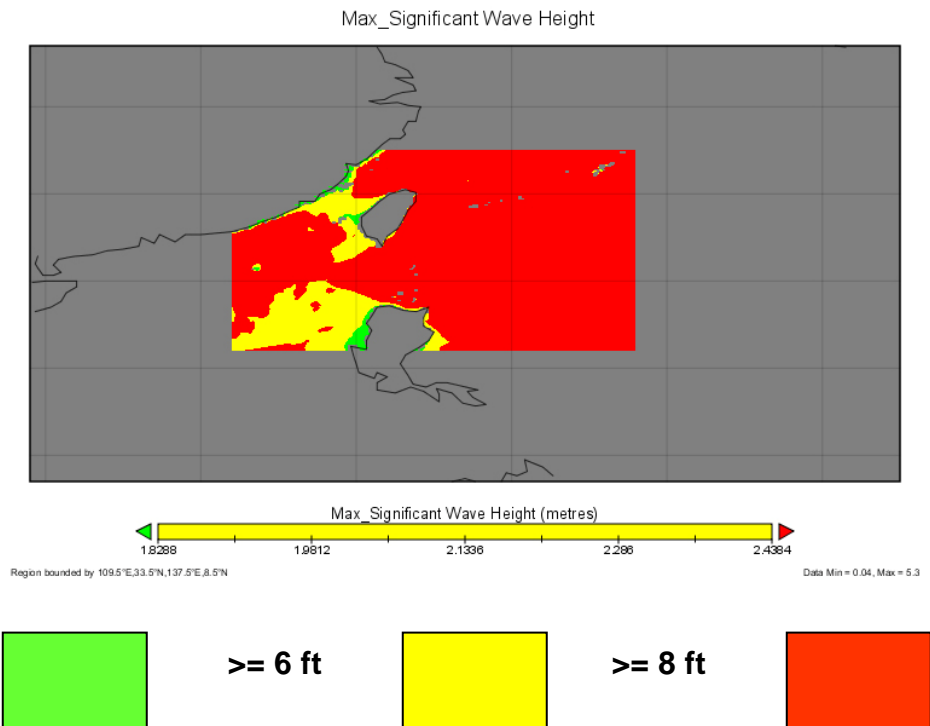 Max_Significant Wave Height
Max_Significant Wave Height (metres)
1.8288 1.9812 2.1336 2.286 2.4384
Region bounded by 109.5°E,33.5°N,137.5°E,8.5°N Data Min = 0.04, Max = 5.3
>= 6 ft >= 8 ft